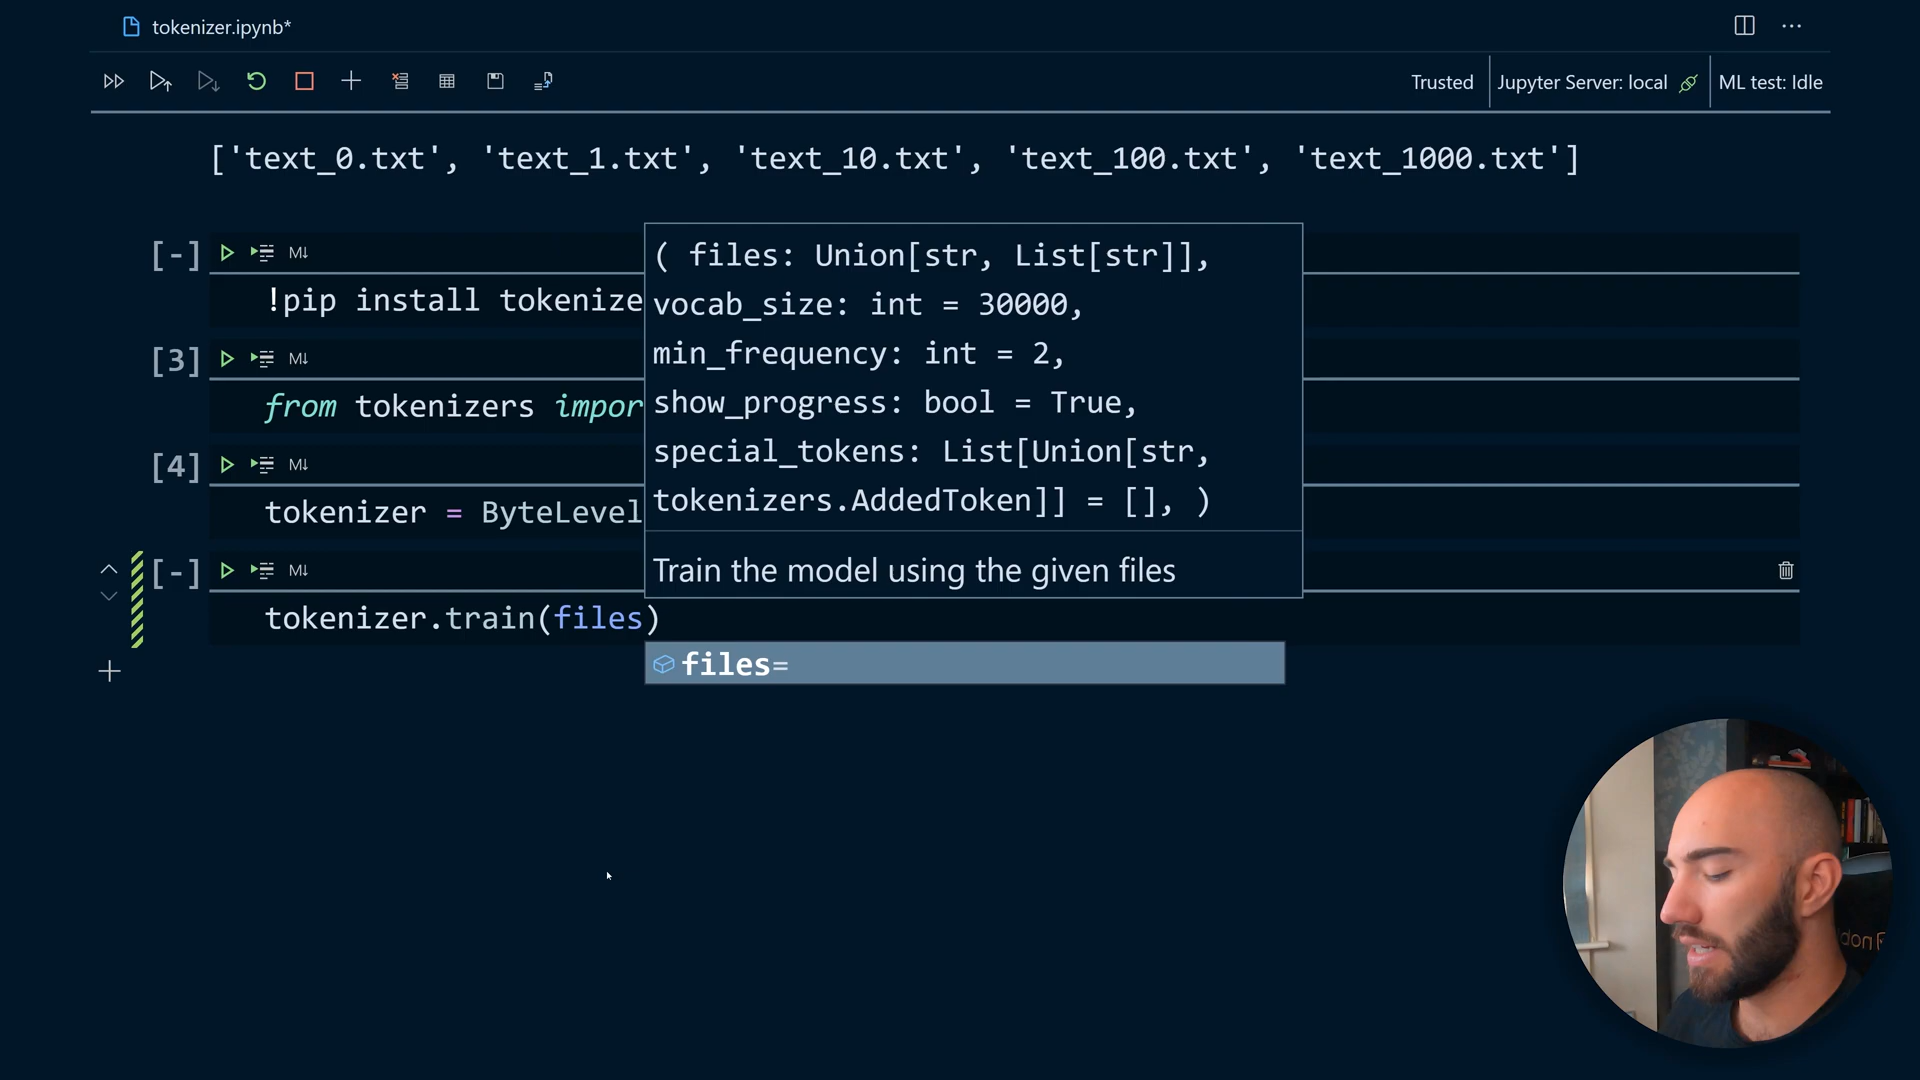 tokenizer.ipynb*
Trusted
Jupyter Server: local
ML test: Idle
['text_0.txt', 'text_1.txt', 'text_10.txt', 'text_100.txt', 'text_1000.txt']
[-] M↓
!pip install tokenize
[3] M↓
from tokenizers impor
[4] M↓
tokenizer = ByteLevel
( files: Union[str, List[str]],
vocab_size: int = 30000,
min_frequency: int = 2,
show_progress: bool = True,
special_tokens: List[Union[str,
tokenizers.AddedToken]] = [], )
Train the model using the given files
[-] M↓
tokenizer.train(files)
files=